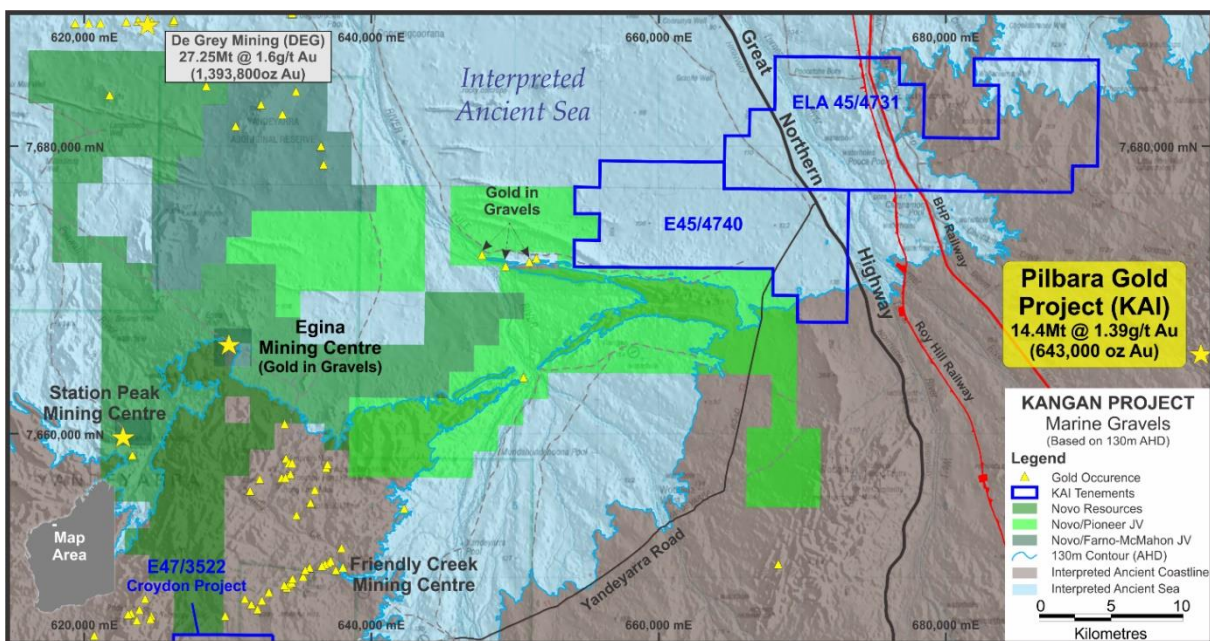 620,000 mE
640,000 mE
660,000 mE
680,000 mE
De Grey Mining (DEG)
27.25Mt @ 1.6g/t Au
(1,393,800oz Au)
Interpreted
Ancient Sea
Great
Northern
Highway
ELA 45/4731
7,680,000 mN
7,680,000 mN
RIVER
Gold in
Gravels
E45/4740
BHP Railway
Roy Hill Railway
Pilbara Gold
Project (KAI)
14.4Mt @ 1.39g/t Au
(643,000 oz Au)
Egina
Mining Centre
(Gold in Gravels)
Station Peak
Mining Centre
7,660,000 mN
YANDEYARRA
Map
Area
E47/3522
Croydon Project
Friendly Creek
Mining Centre
Yandeyarra Road
KANGAN PROJECT
Marine Gravels
(Based on 130m AHD)
Legend
Gold Occurence
KAI Tenements
Novo Resources
Novo/Pioneer JV
Novo/Farno-McMahon JV
130m Contour (AHD)
Interpreted Ancient Coastline
Interpreted Ancient Sea
0 5 10
Kilometres
620,000 mE
640,000 mE
660,000 mE
680,000 mE